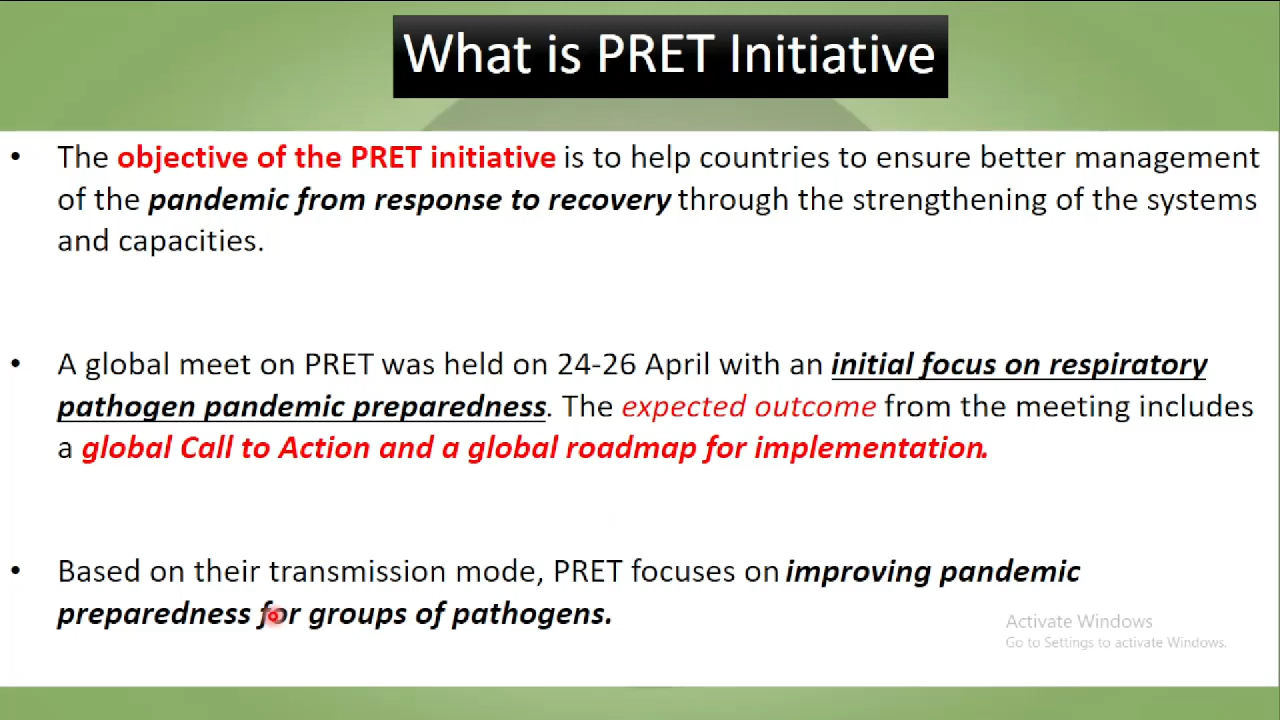 What is PRET Initiative
• The objective of the PRET initiative is to help countries to ensure better management
of the pandemic from response to recovery through the strengthening of the systems
and capacities.
• A global meet on PRET was held on 24-26 April with an initial focus on respiratory
pathogen pandemic preparedness. The expected outcome from the meeting includes
a global Call to Action and a global roadmap for implementation.
• Based on their transmission mode, PRET focuses on improving pandemic
preparedness for groups of pathogens.
Activate Windows
Go to Settings to activate Windows.